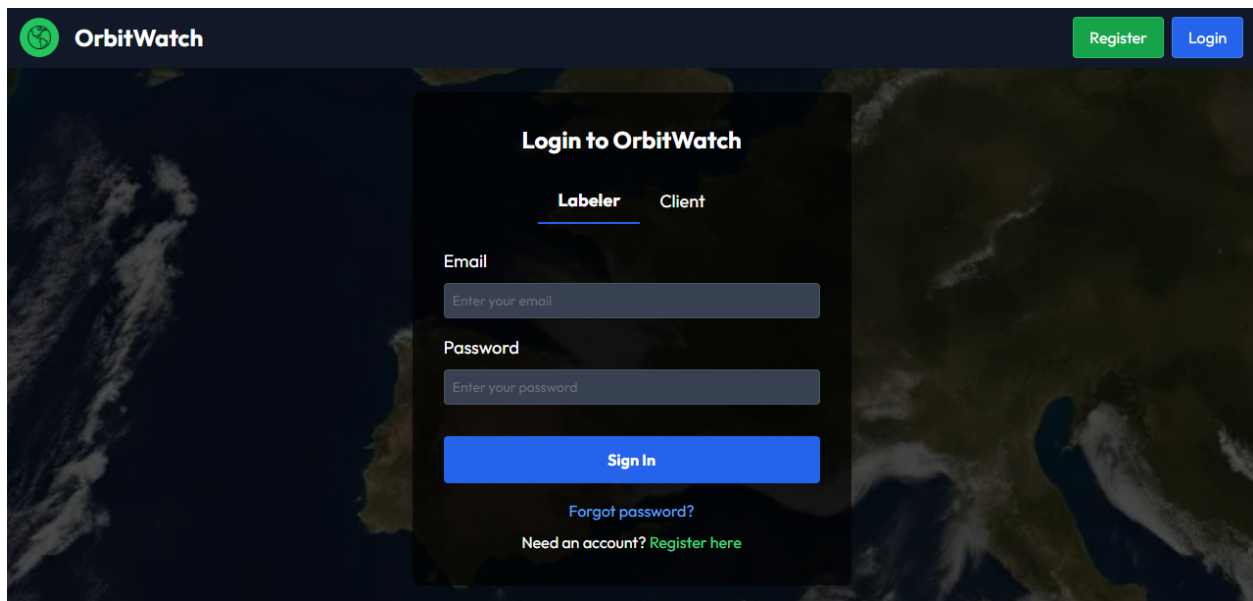 OrbitWatch
Register
Login
Login to OrbitWatch
Labeler
Client
Email
Enter your email
Password
Enter your password
Sign In
Forgot password?
Need an account? Register here